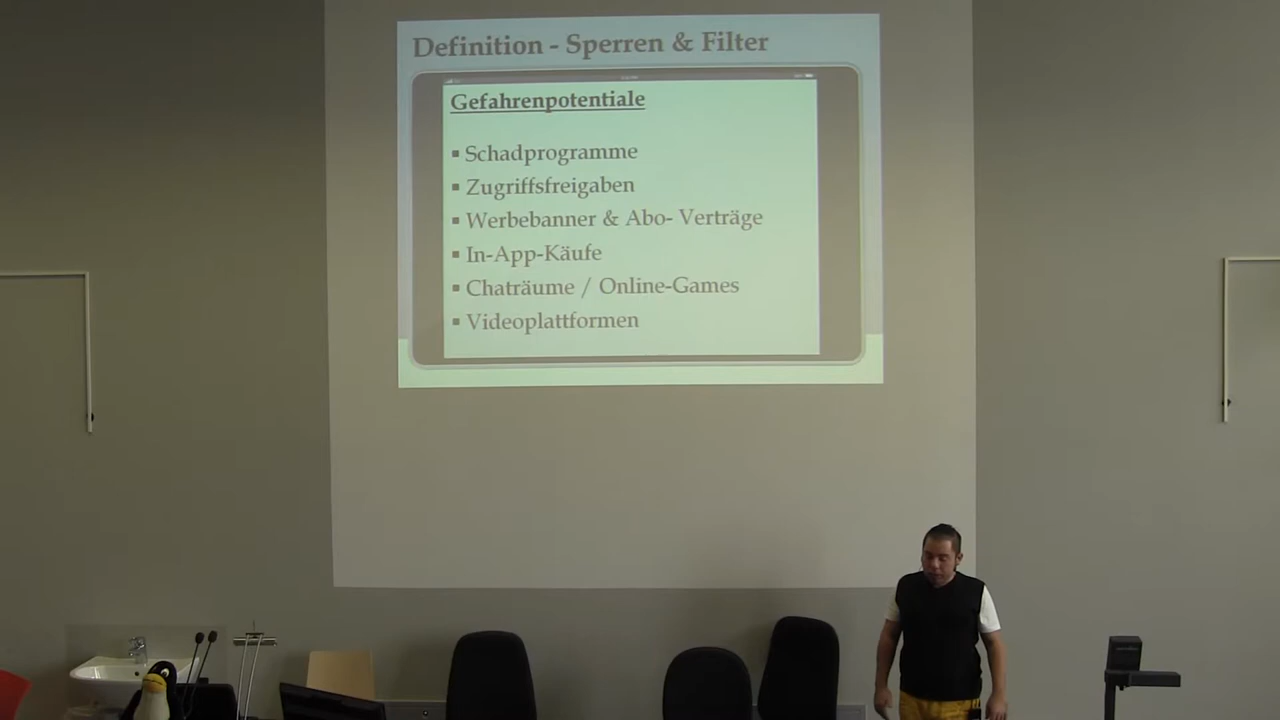 Definition - Sperren & Filter
Gefahrenpotentiale
▪ Schadprogramme
▪ Zugriffsfreigaben
▪ Werbebanner & Abo- Verträge
▪ In-App-Käufe
▪ Chaträume / Online-Games
▪ Videoplattformen